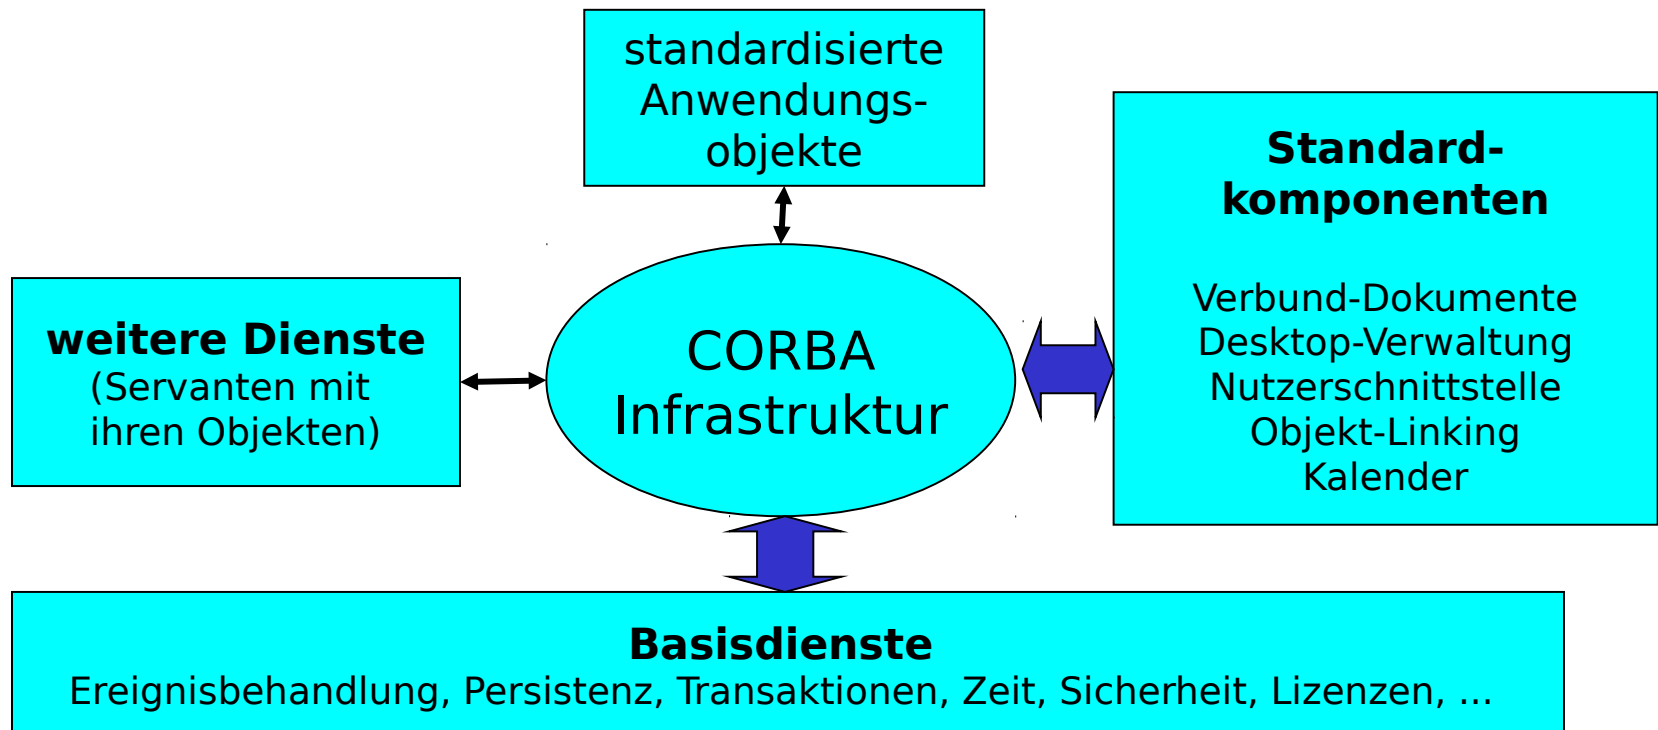 standardisierte
Anwendungs-
objekte
Standard-
komponenten
Verbund-Dokumente
Desktop-Verwaltung
Nutzerschnittstelle
Objekt-Linking
Kalender
weitere Dienste
(Servanten mit
ihren Objekten)
CORBA
Infrastruktur
Basisdienste
Ereignisbehandlung, Persistenz, Transaktionen, Zeit, Sicherheit, Lizenzen, ...